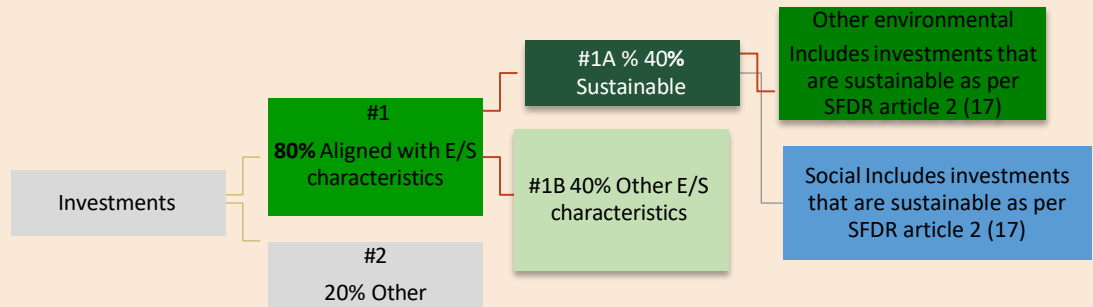 Investments
#1
80% Aligned with E/S
characteristics
#2
20% Other
#1A % 40%
Sustainable
#1B 40% Other E/S
characteristics
Other environmental
Includes investments that
are sustainable as per
SFDR article 2 (17)
Social Includes investments
that are sustainable as per
SFDR article 2 (17)